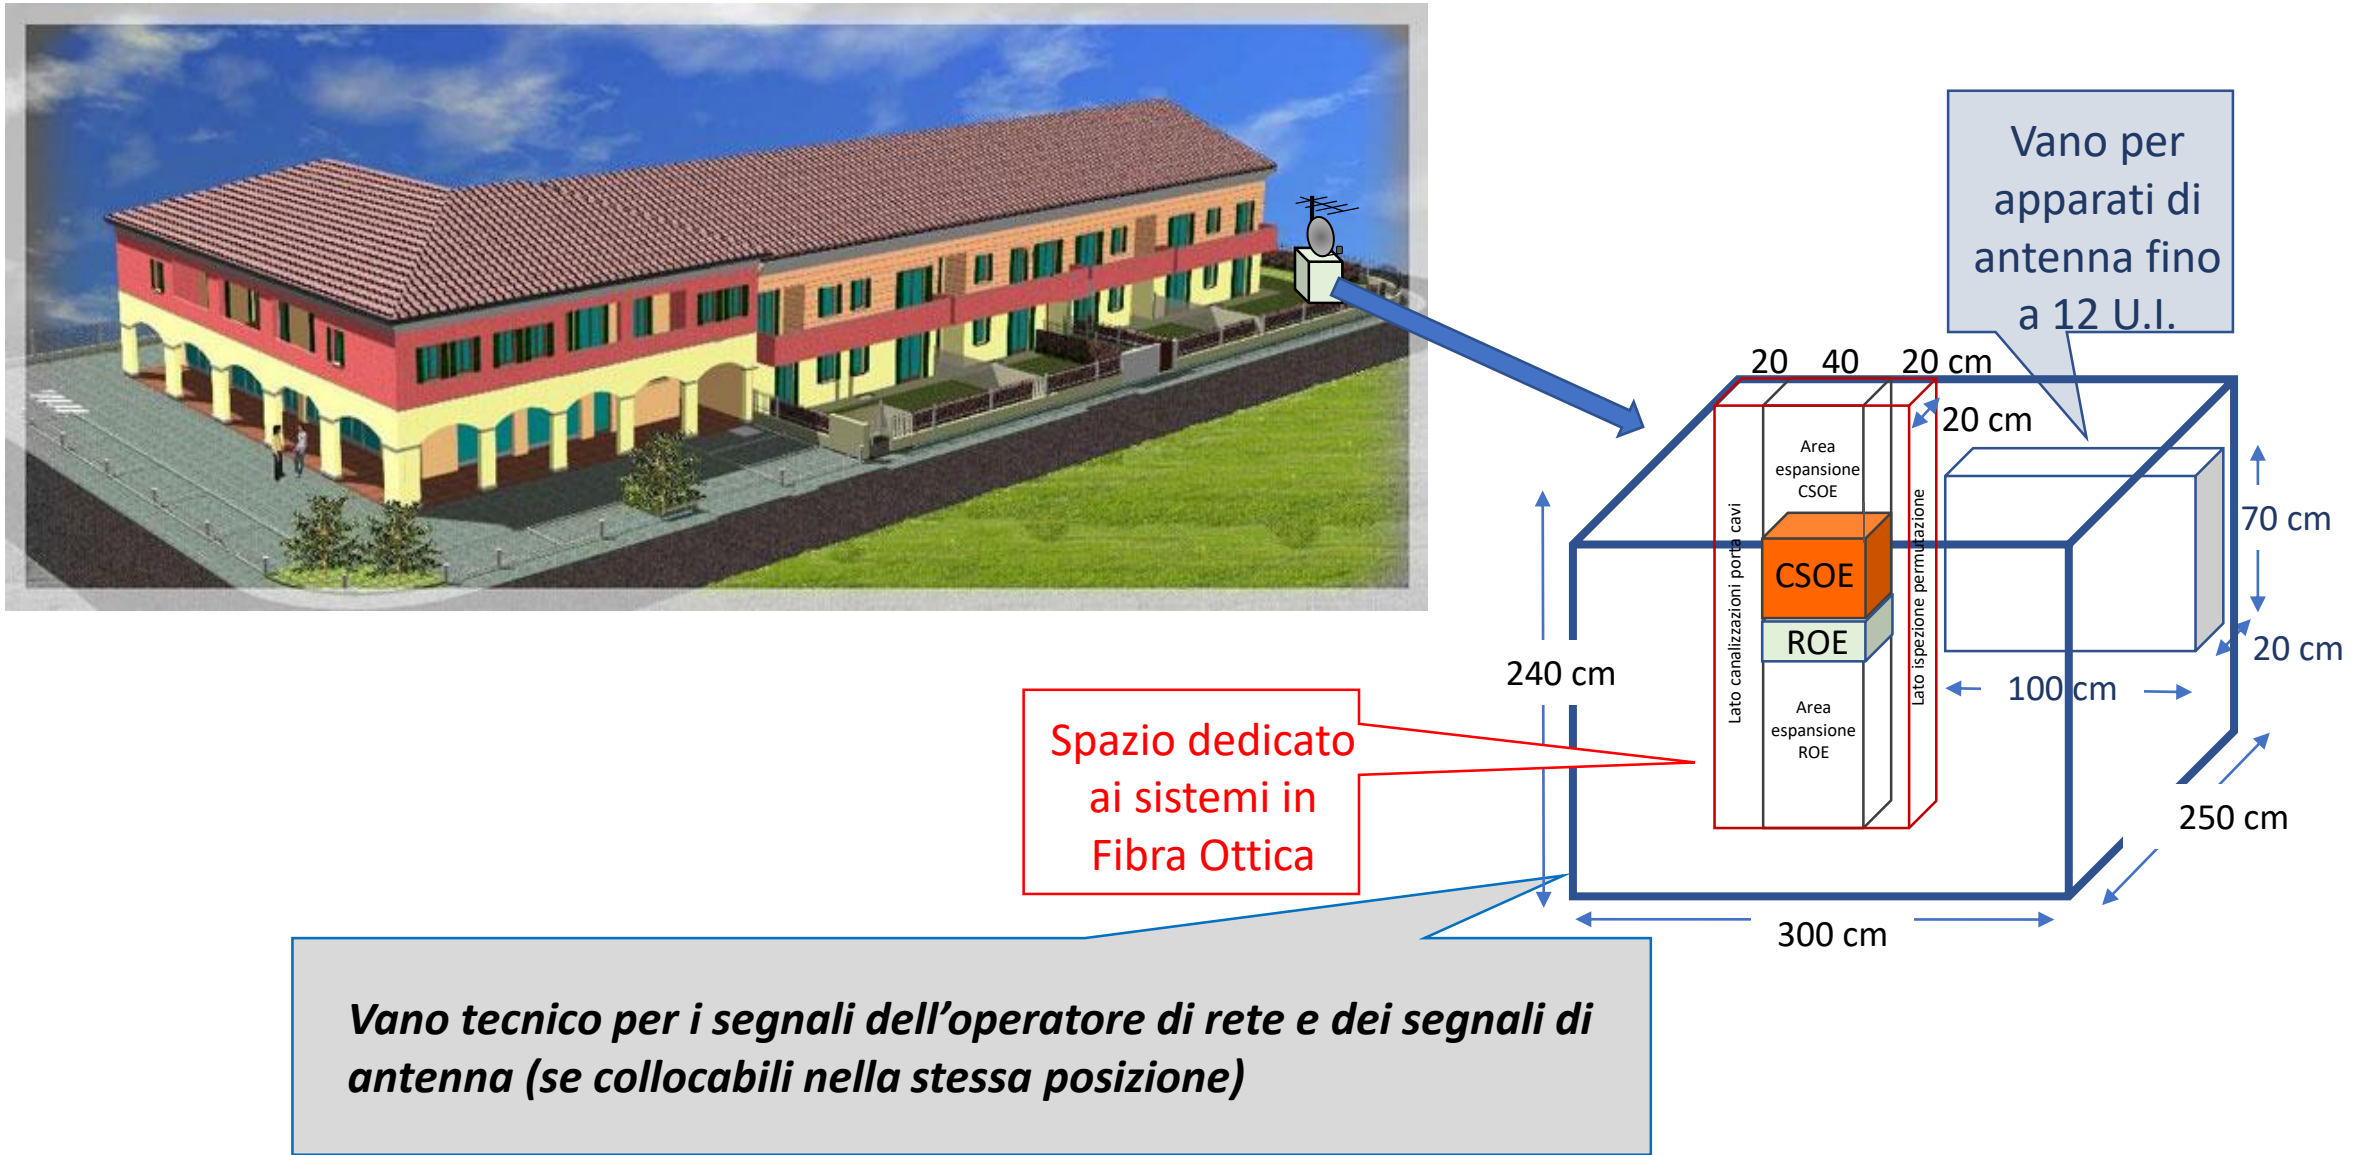 Vano per
apparati di
antenna fino
a 12 U.I.
20 40 20 cm
20 cm
Area
espansione
CSOE
Lato canalizzazioni porta cavi
Lato ispezione permutazione
CSOE
ROE
Area
espansione
ROE
70 cm
20 cm
100 cm
240 cm
250 cm
300 cm
Spazio dedicato
ai sistemi in
Fibra Ottica
Vano tecnico per i segnali dell’operatore di rete e dei segnali di
antenna (se collocabili nella stessa posizione)